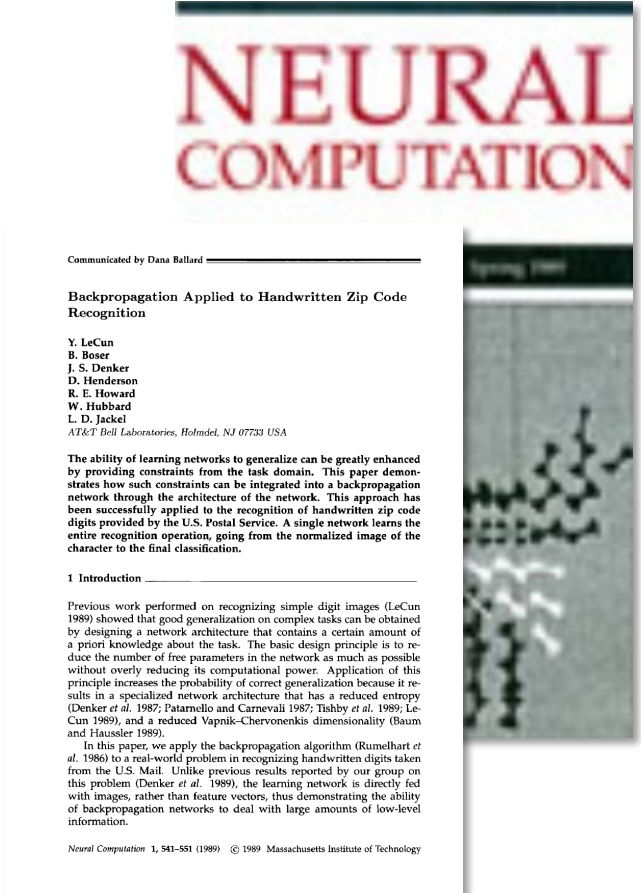 NEURAL
COMPUTATION
Spring 1989
Communicated by Dana Ballard
Backpropagation Applied to Handwritten Zip Code
Recognition
Y. LeCun
B. Boser
J. S. Denker
D. Henderson
R. E. Howard
W. Hubbard
L. D. Jackel
AT&T Bell Laboratories, Holmdel, NJ 07733 USA
The ability of learning networks to generalize can be greatly enhanced
by providing constraints from the task domain. This paper demon-
strates how such constraints can be integrated into a backpropagation
network through the architecture of the network. This approach has
been successfully applied to the recognition of handwritten zip code
digits provided by the U.S. Postal Service. A single network learns the
entire recognition operation, going from the normalized image of the
character to the final classification.
1 Introduction
Previous work performed on recognizing simple digit images (LeCun
1989) showed that good generalization on complex tasks can be obtained
by designing a network architecture that contains a certain amount of
a priori knowledge about the task. The basic design principle is to re-
duce the number of free parameters in the network as much as possible
without overly reducing its computational power. Application of this
principle increases the probability of correct generalization because it re-
sults in a specialized network architecture that has a reduced entropy
(Denker et al. 1987; Patarnello and Carnevali 1987; Tishby et al. 1989; Le-
Cun 1989), and a reduced Vapnik–Chervonenkis dimensionality (Baum
and Haussler 1989).
In this paper, we apply the backpropagation algorithm (Rumelhart et
al. 1986) to a real-world problem in recognizing handwritten digits taken
from the U.S. Mail. Unlike previous results reported by our group on
this problem (Denker et al. 1989), the learning network is directly fed
with images, rather than feature vectors, thus demonstrating the ability
of backpropagation networks to deal with large amounts of low-level
information.
Neural Computation 1, 541–551 (1989) © 1989 Massachusetts Institute of Technology